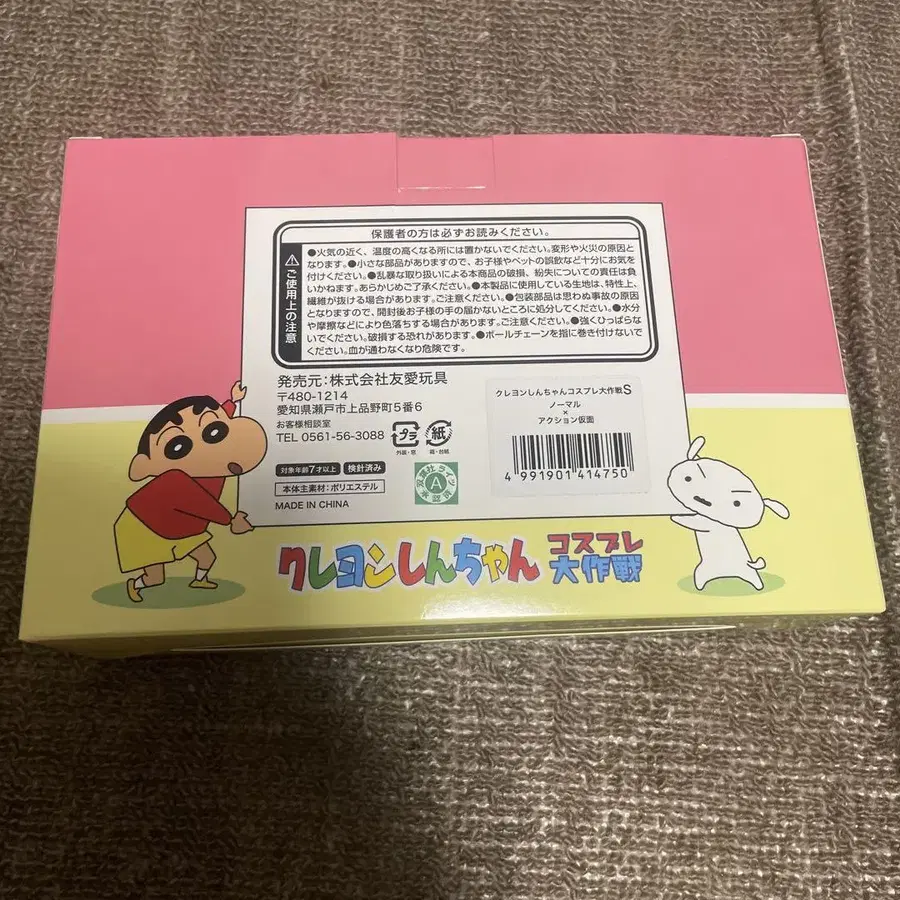 保護者の方は必ずお読みください。
ご使用上の注意
●火気の近く、温度の高くなる所には置かないでください。変形や火災の原因と
なります。●小さな部品がありますので、お子様やペットの誤飲など十分にお気を
付けください。●乱暴な取り扱いによる本商品の破損、紛失についての責任は負
いかねます。あらかじめご了承ください。●本製品に使用している生地は、特性上、
繊維が抜ける場合があります。ご注意ください。●包装部品は思わぬ事故の原因
となりますので、開封後お子様の手の届かないところに処分してください。●水分
や摩擦などにより色落ちする場合があります。ご注意ください。●強くひっぱらな
いでください。破損する恐れがあります。●ボールチェーンを指に巻き付けないで
ください。血が通わなくなり危険です。
発売元:株式会社友愛玩具
〒480-1214
愛知県瀬戸市上品野町5番6
お客様相談室
TEL 0561-56-3088
プラ
外装・窓
紙
箱・台紙
対象年齢7才以上
検針済み
本体主素材:ポリエステル
MADE IN CHINA
A
クレヨンしんちゃんコスプレ大作戦S
ノーマル
×
アクション仮面
4 991901 414750
クレヨンしんちゃん
コスプレ
大作戦